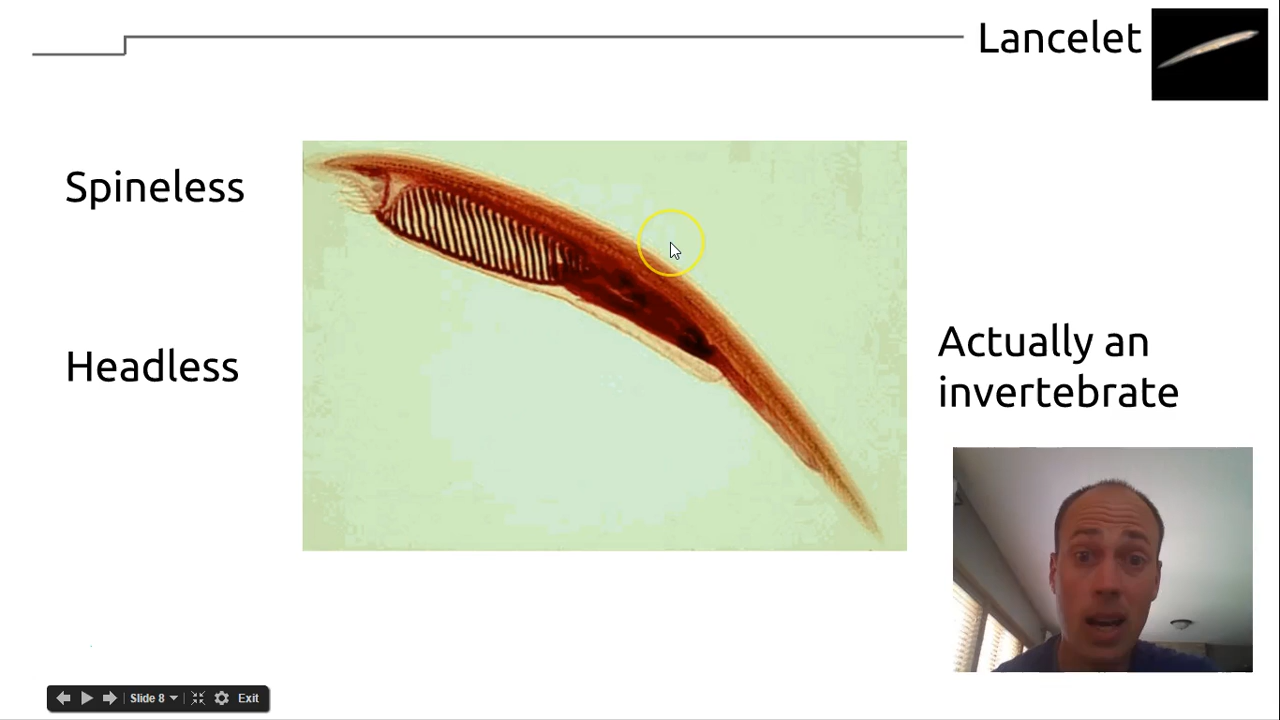 Lancelet
Spineless
Headless
Actually an
invertebrate
Slide 8
Exit